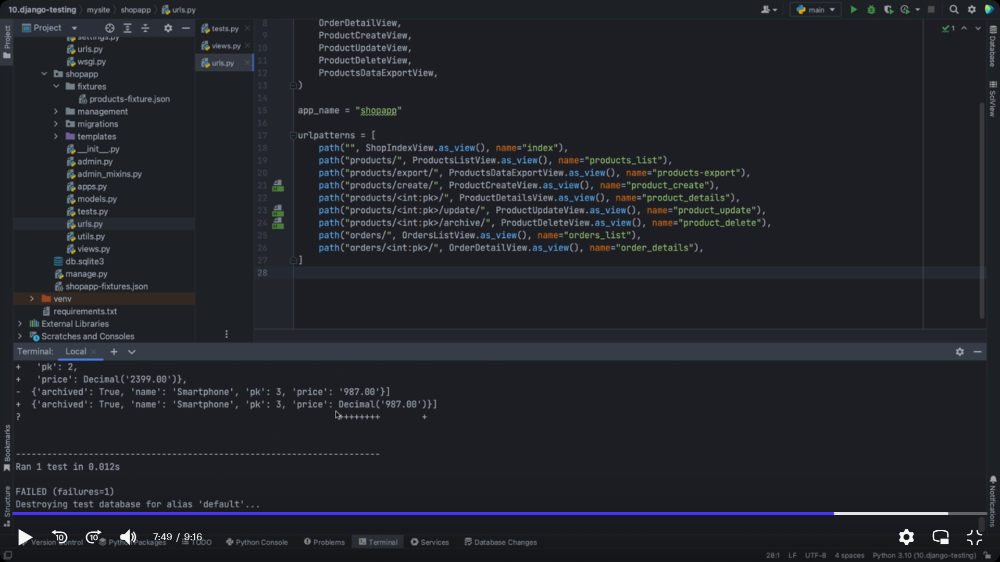 10.django-testing mysite shopapp urls.py
main
Project
Project
settings.py
urls.py
wsgi.py
shopapp
fixtures
products-fixture.json
management
migrations
templates
__init__.py
admin.py
admin_mixins.py
apps.py
models.py
tests.py
urls.py
utils.py
views.py
db.sqlite3
manage.py
shopapp-fixtures.json
venv
requirements.txt
External Libraries
Scratches and Consoles
tests.py
views.py
urls.py
1
8 OrderDetailView,
9 ProductCreateView,
10 ProductUpdateView,
11 ProductDeleteView,
12 ProductsDataExportView,
13 )
14
15 app_name = "shopapp"
16
17 urlpatterns = [
18 path("", ShopIndexView.as_view(), name="index"),
19 path("products/", ProductsListView.as_view(), name="products_list"),
20 path("products/export/", ProductsDataExportView.as_view(), name="products-export"),
21 path("products/create/", ProductCreateView.as_view(), name="product_create"),
22 path("products/<int:pk>/", ProductDetailsView.as_view(), name="product_details"),
23 path("products/<int:pk>/update/", ProductUpdateView.as_view(), name="product_update"),
24 path("products/<int:pk>/archive/", ProductDeleteView.as_view(), name="product_delete"),
25 path("orders/", OrdersListView.as_view(), name="orders_list"),
26 path("orders/<int:pk>/", OrderDetailView.as_view(), name="order_details"),
27 ]
28
Database
SciView
Notifications
Terminal: Local
+ 'pk': 2,
+ 'price': Decimal('2399.00')},
- {'archived': True, 'name': 'Smartphone', 'pk': 3, 'price': '987.00'}]
+ {'archived': True, 'name': 'Smartphone', 'pk': 3, 'price': Decimal('987.00')}]
? ++++++++ +
----------------------------------------------------------------------
Ran 1 test in 0.012s
FAILED (failures=1)
Destroying test database for alias 'default'...
Bookmarks
Structure
10 10 7:49 / 9:16
Version Control Python Packages TODO Python Console Problems Terminal Services Database Changes
28:1 LF UTF-8 4 spaces Python 3.10 (10.django-testing)